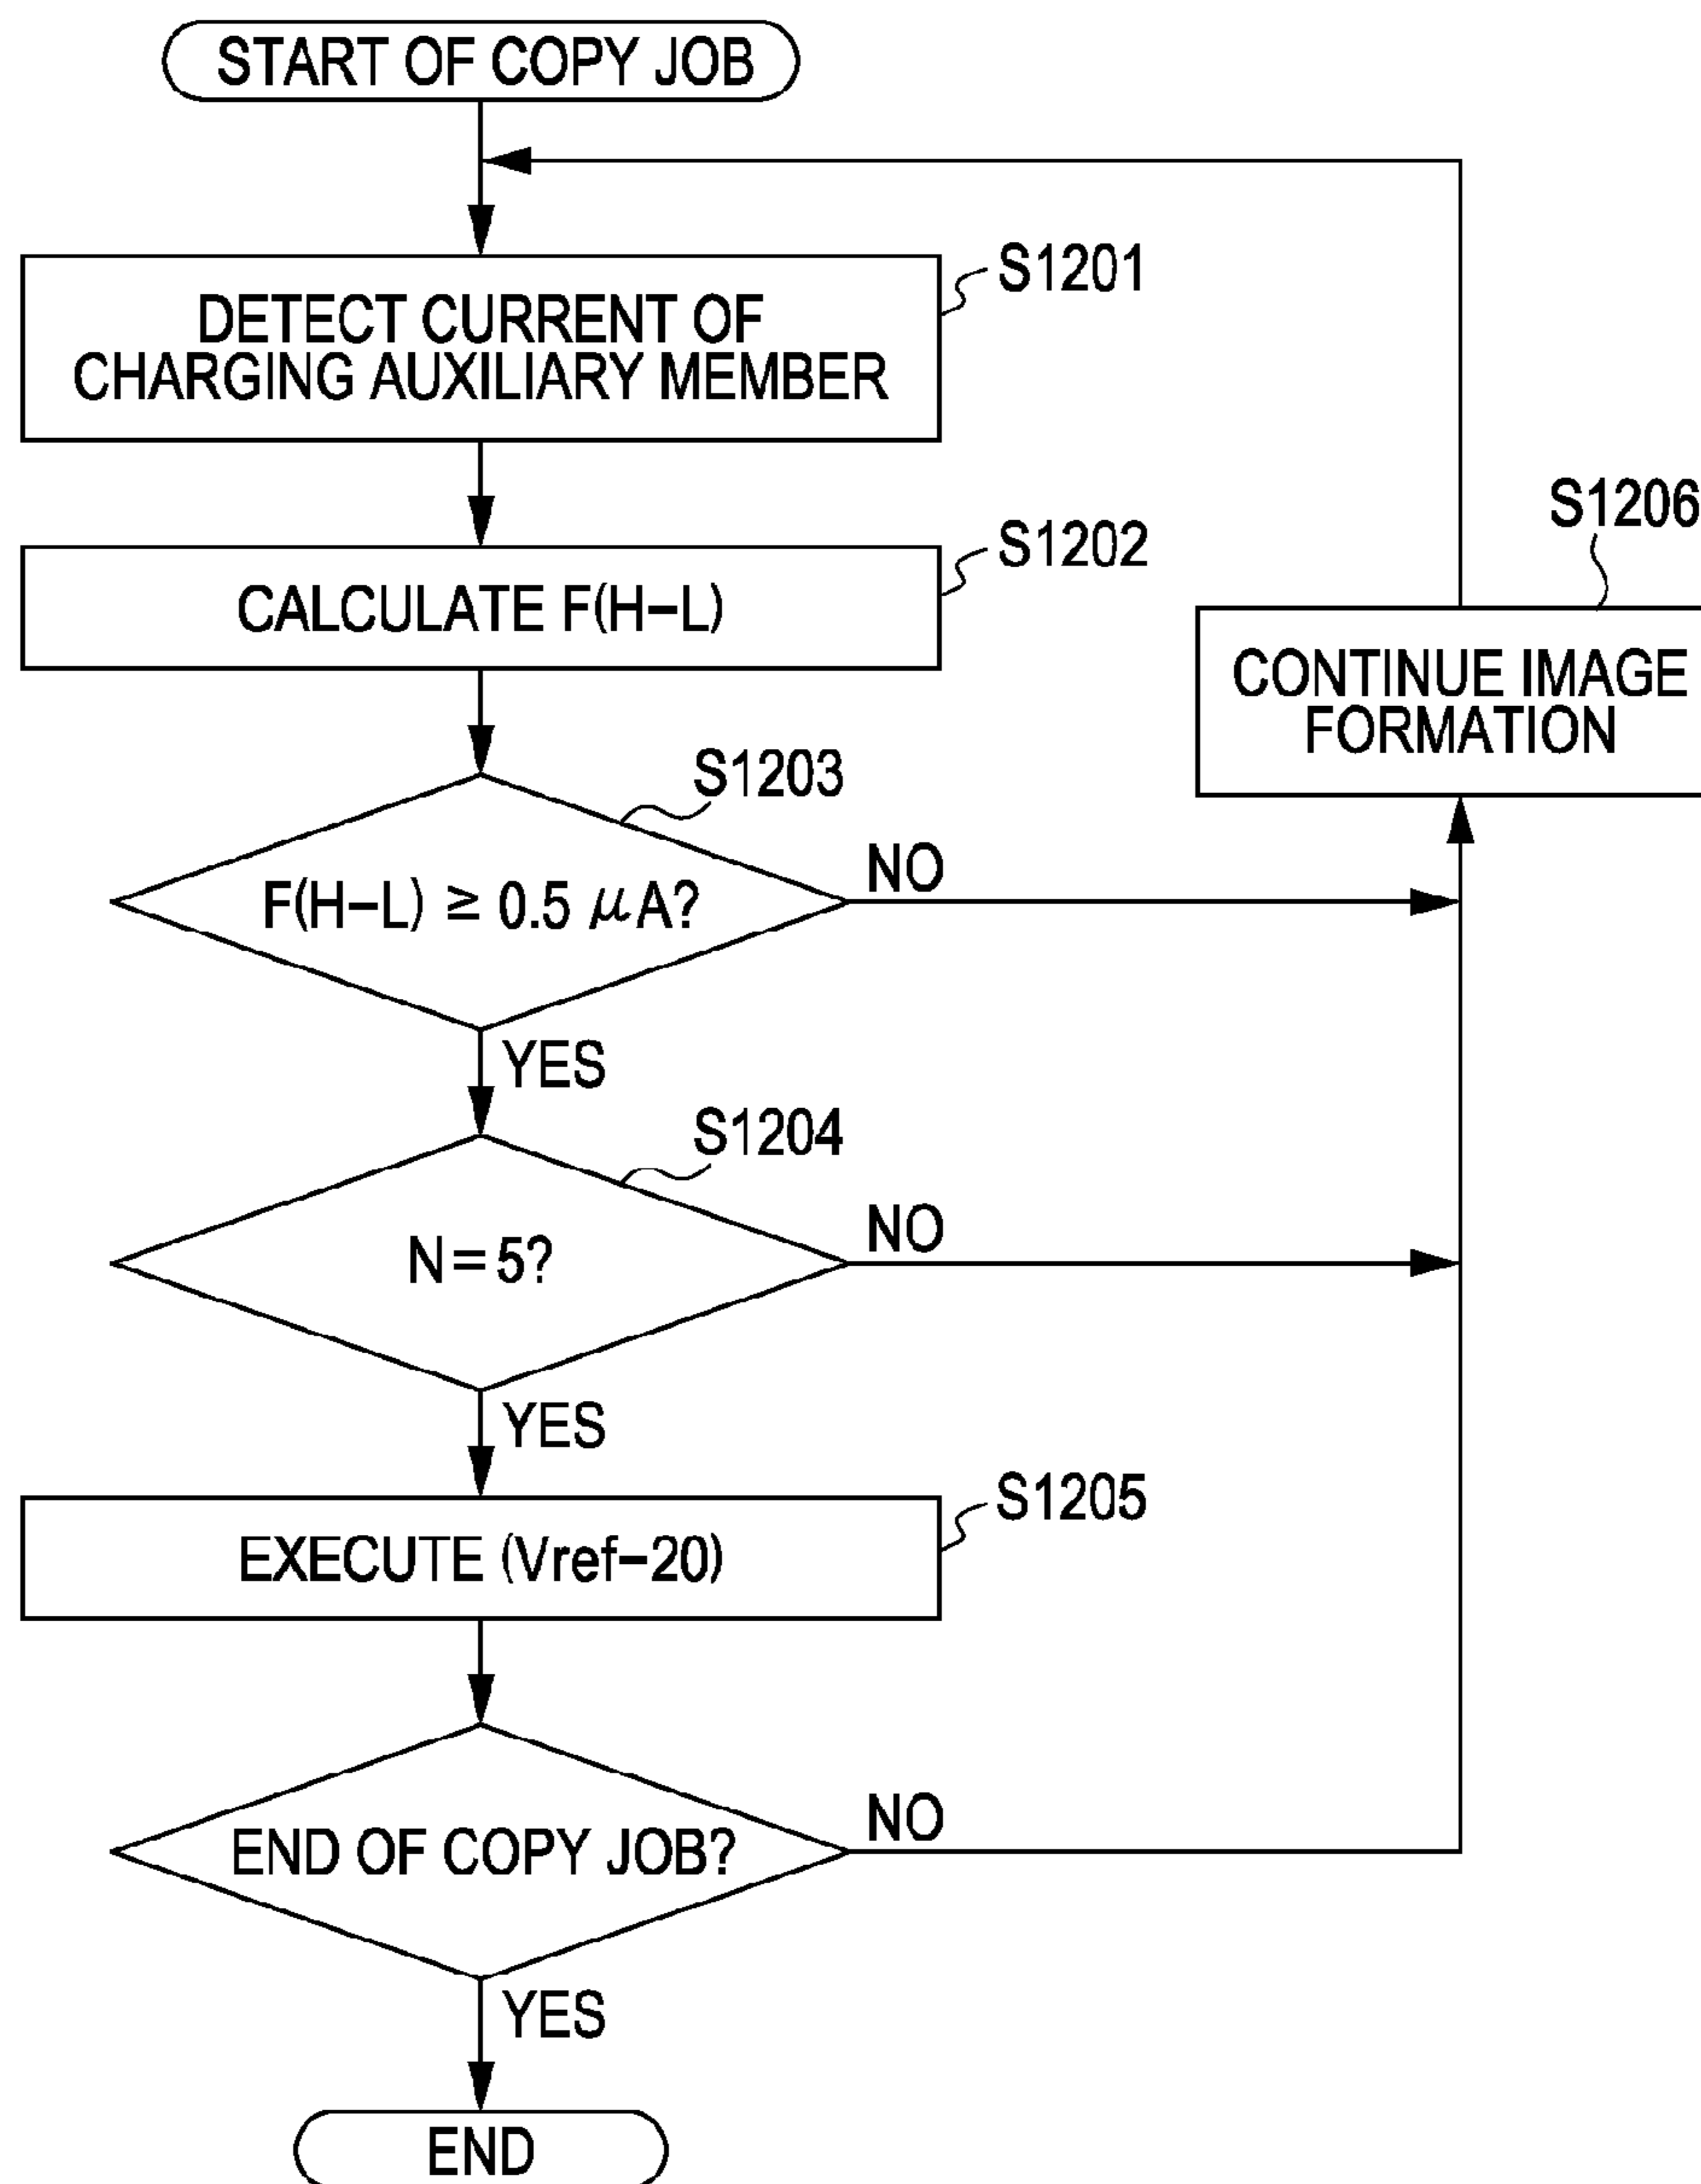 START OF COPY JOB
S1201
DETECT CURRENT OF
CHARGING AUXILIARY MEMBER
S1202
CALCULATE F(H−L)
S1206
CONTINUE IMAGE
FORMATION
S1203
F(H−L) ≥ 0.5 μA?
NO
YES
S1204
N=5?
NO
YES
S1205
EXECUTE (Vref−20)
END OF COPY JOB?
NO
YES
END